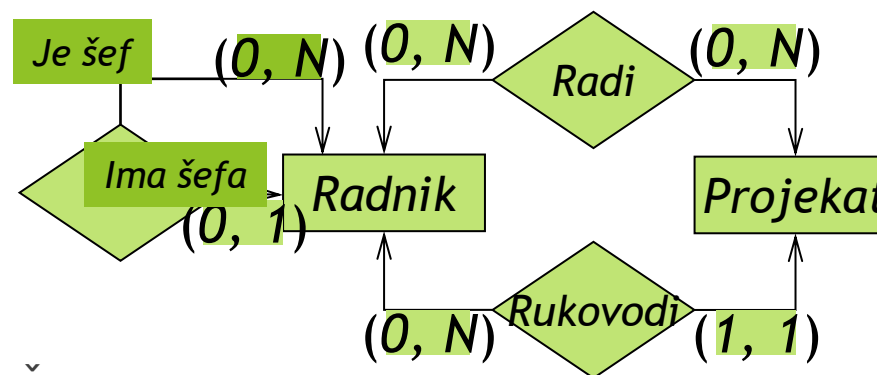 Je šef
(0, N)
(0, N)
Radi
(0, N)
Ima šefa
Radnik
Projekat
(0, 1)
(0, N)
Rukovodi
(1, 1)